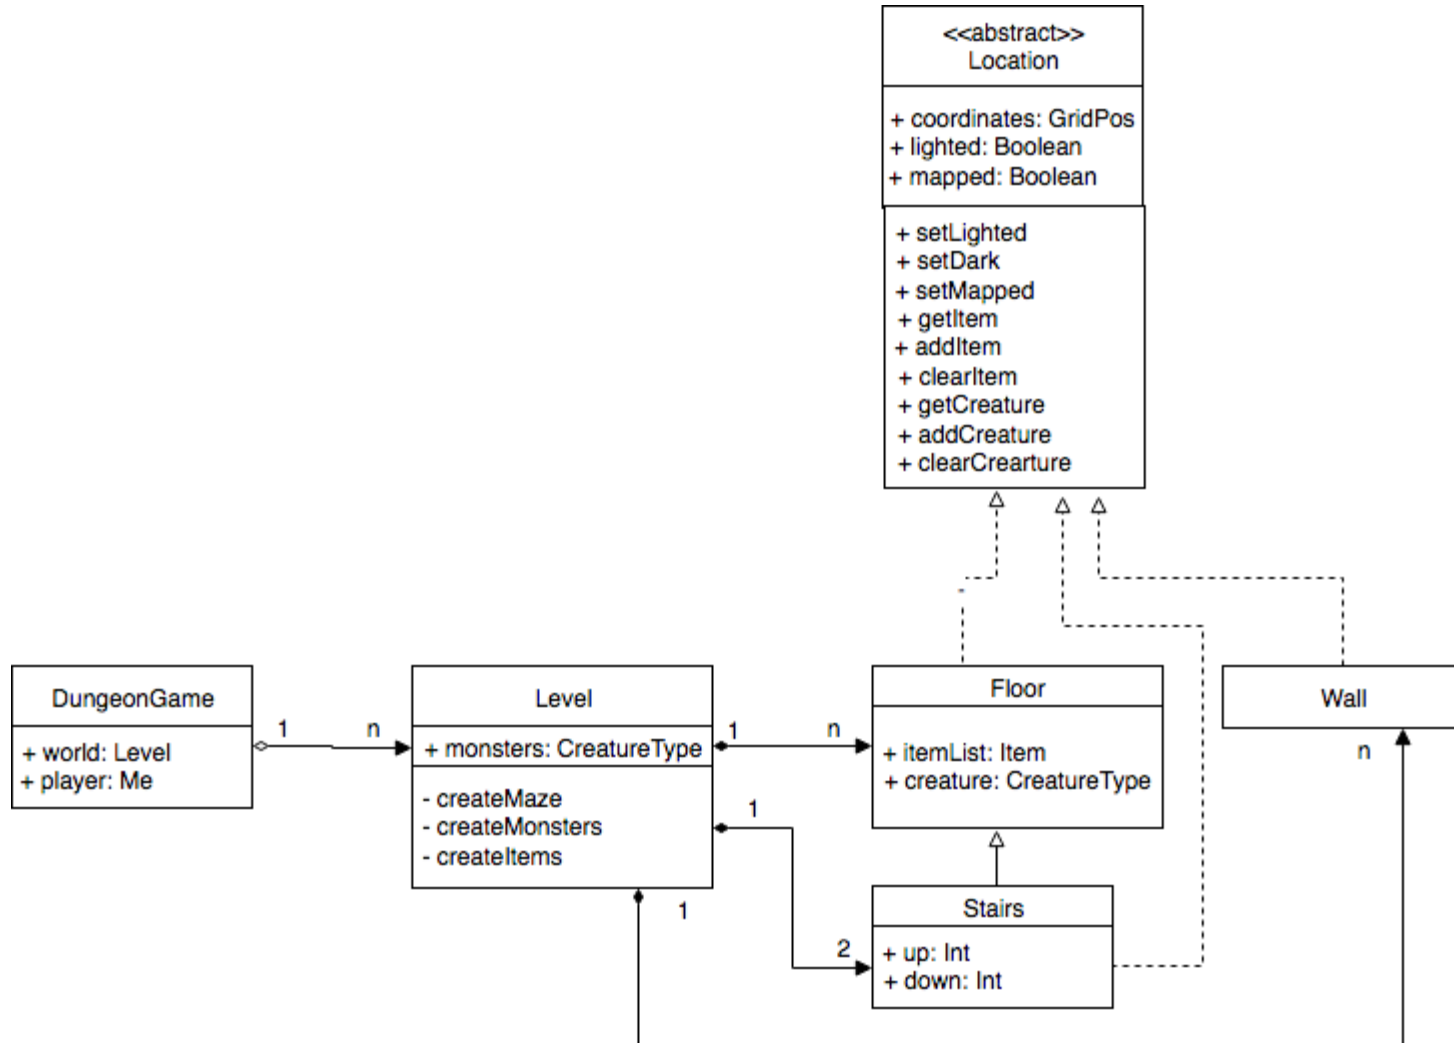 <<abstract>>
Location
+ coordinates: GridPos
+ lighted: Boolean
+ mapped: Boolean
+ setLighted
+ setDark
+ setMapped
+ getItem
+ addItem
+ clearItem
+ getCreature
+ addCreature
+ clearCrearture
DungeonGame
+ world: Level
+ player: Me
1
n
Level
+ monsters: CreatureType
- createMaze
- createMonsters
- createItems
1
n
1
2
1
Floor
+ itemList: Item
+ creature: CreatureType
Stairs
+ up: Int
+ down: Int
Wall
n